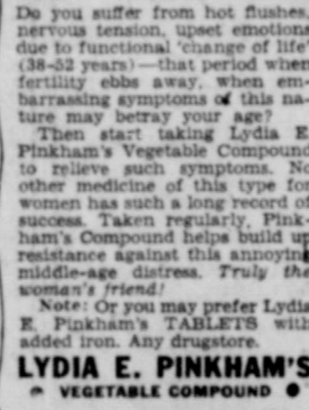 Do you suffer from hot flushes,
nervous tension, upset emotions
due to functional 'change of life'
(38-52 years)—that period when
fertility ebbs away, when em-
barrassing symptoms of this na-
ture may betray your age?
Then start taking Lydia E.
Pinkham's Vegetable Compound
to relieve such symptoms. No
other medicine of this type for
women has such a long record of
success. Taken regularly, Pink-
ham's Compound helps build up
resistance against this annoying
middle-age distress. Truly the
woman's friend!
Note: Or you may prefer Lydia
E. Pinkham's TABLETS with
added iron. Any drugstore.
LYDIA E. PINKHAM'S
VEGETABLE COMPOUND